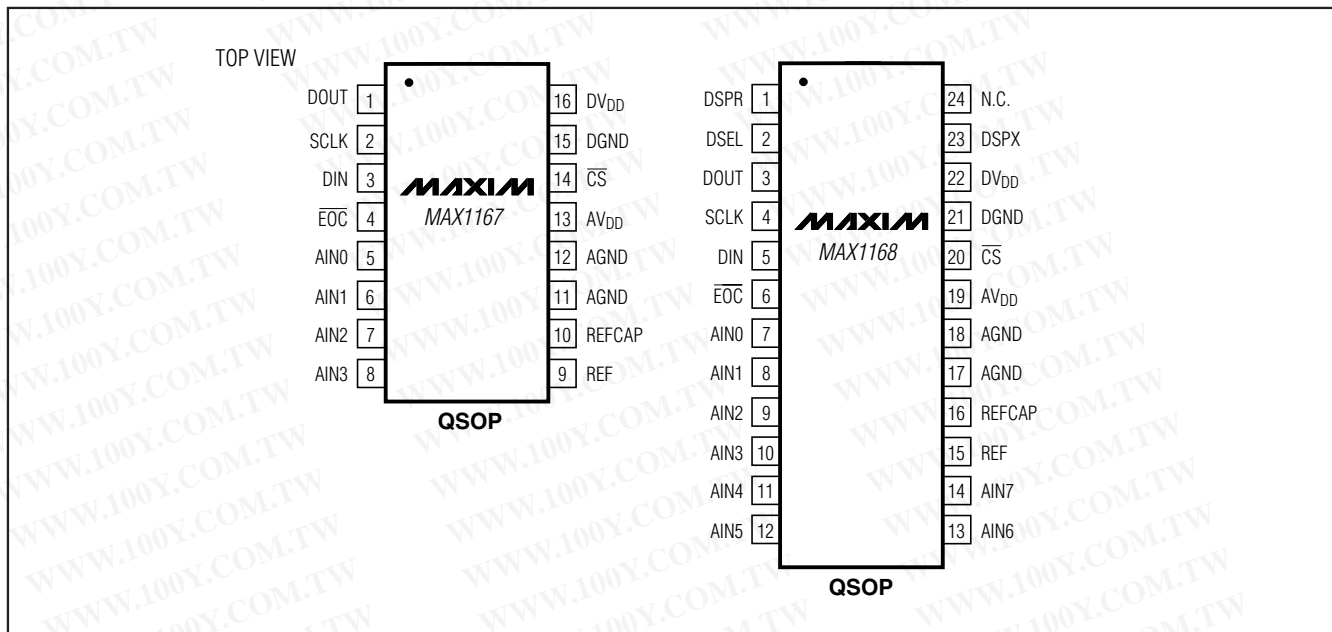 TOP VIEW
DOUT 1
SCLK 2
DIN 3
E̅O̅C̅ 4
AIN0 5
AIN1 6
AIN2 7
AIN3 8
MAXIM
MAX1167
16 DVDD
15 DGND
14 C̅S̅
13 AVDD
12 AGND
11 AGND
10 REFCAP
9 REF
QSOP
DSPR 1
DSEL 2
DOUT 3
SCLK 4
DIN 5
E̅O̅C̅ 6
AIN0 7
AIN1 8
AIN2 9
AIN3 10
AIN4 11
AIN5 12
MAXIM
MAX1168
24 N.C.
23 DSPX
22 DVDD
21 DGND
20 C̅S̅
19 AVDD
18 AGND
17 AGND
16 REFCAP
15 REF
14 AIN7
13 AIN6
QSOP
WWW.100Y.COM.TW